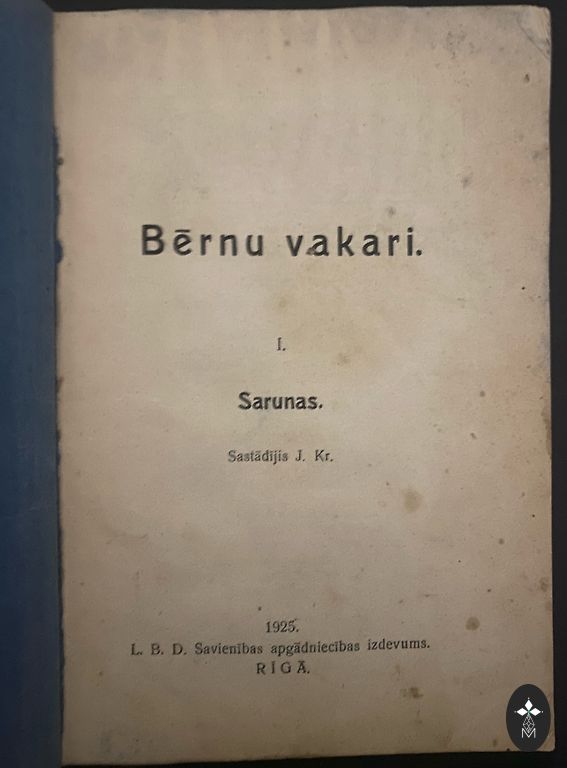 Bērnu vakari.
I.
Sarunas.
Sastādījis J. Kr.
1925.
L. B. D. Savienības apgādniecības izdevums.
RĪGĀ.
M